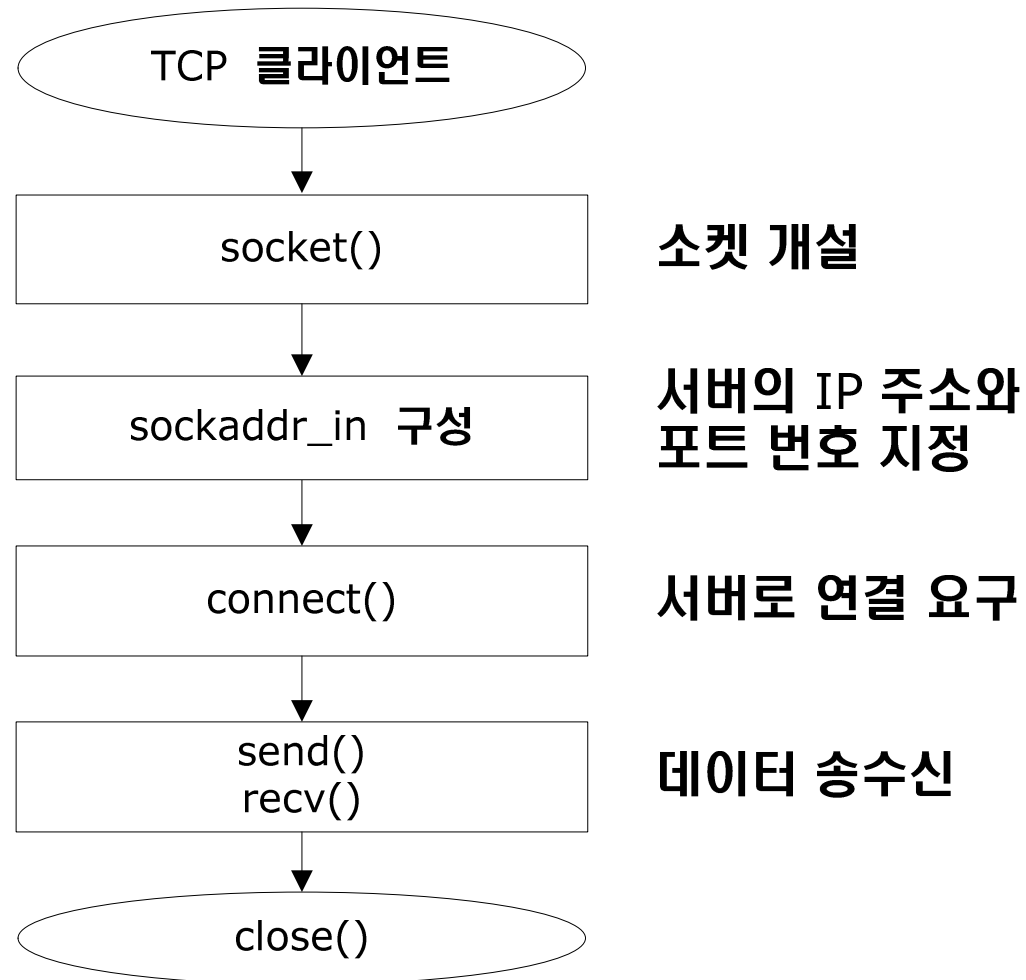 TCP 클라이언트
socket()
소켓 개설
sockaddr_in 구성
서버의 IP 주소와
포트 번호 지정
connect()
서버로 연결 요구
send()
recv()
데이터 송수신
close()